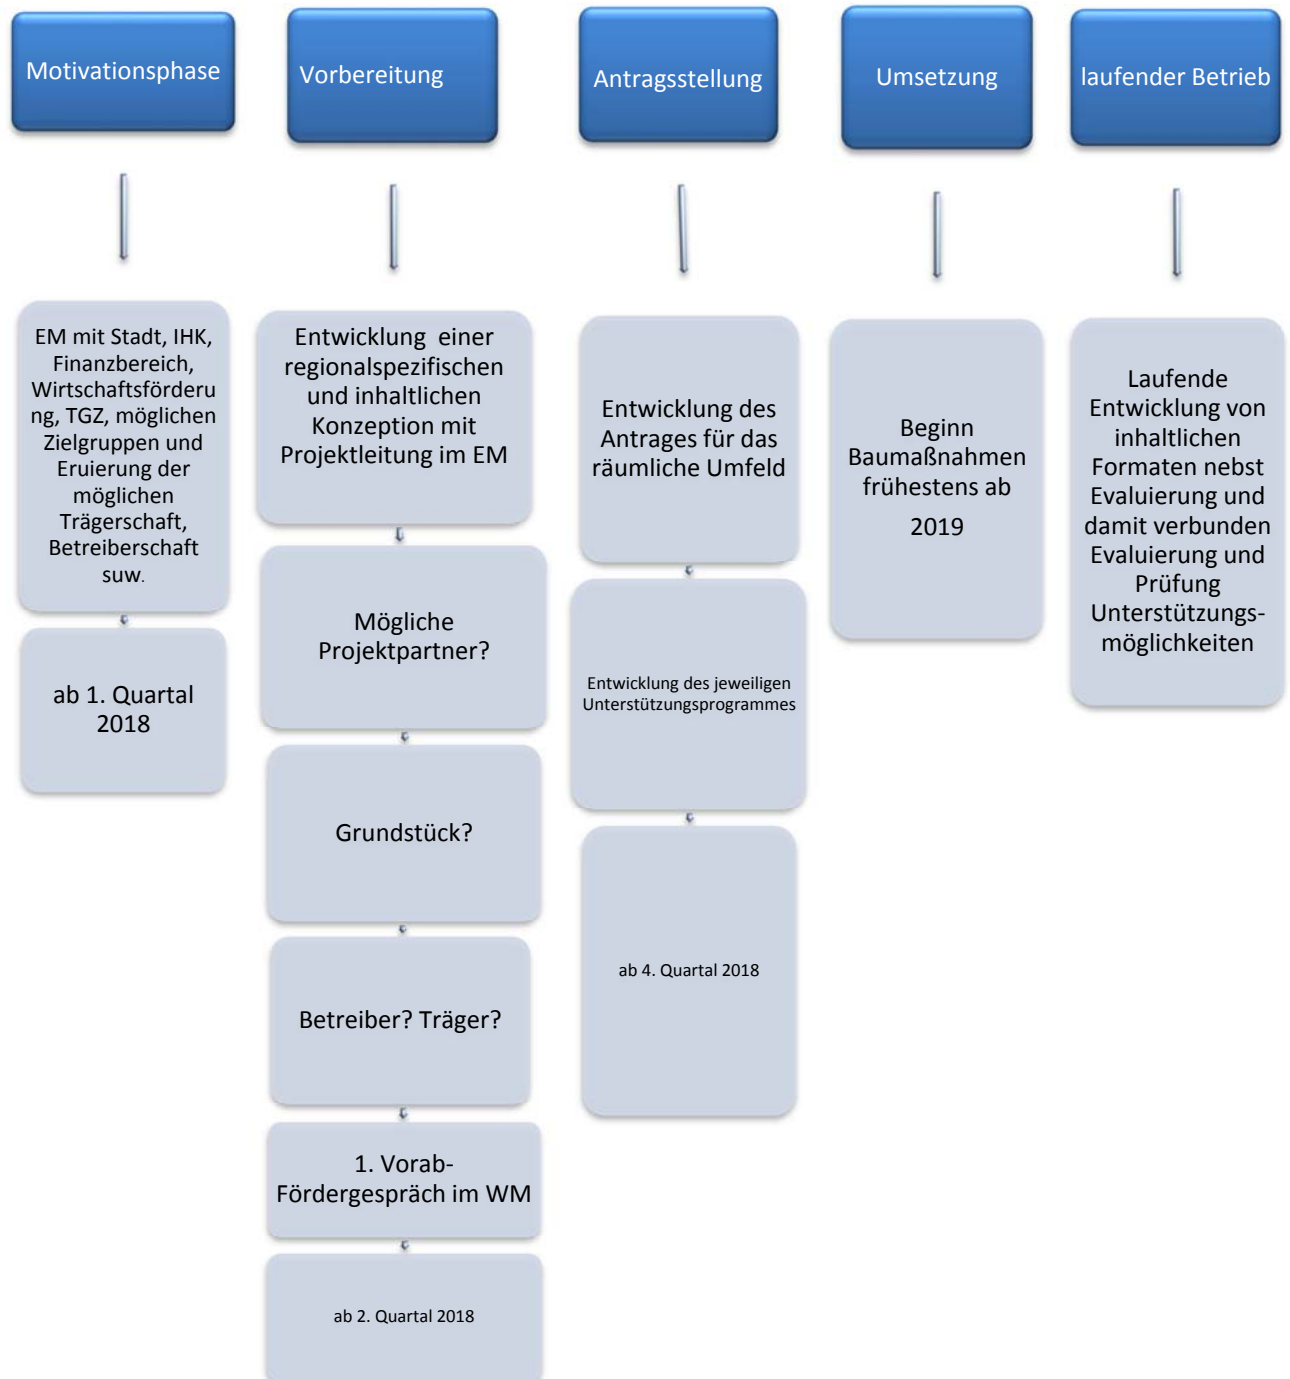 Motivationsphase
EM mit Stadt, IHK,
Finanzbereich,
Wirtschaftsförderu
ng, TGZ, möglichen
Zielgruppen und
Eruierung der
möglichen
Trägerschaft,
Betreiberschaft
suw.
ab 1. Quartal
2018
Vorbereitung
Entwicklung einer
regionalspezifischen
und inhaltlichen
Konzeption mit
Projektleitung im EM
Mögliche
Projektpartner?
Grundstück?
Betreiber? Träger?
1. Vorab-
Fördergespräch im WM
ab 2. Quartal 2018
Antragsstellung
Entwicklung des
Antrages für das
räumliche Umfeld
Entwicklung des jeweiligen
Unterstützungsprogrammes
ab 4. Quartal 2018
Umsetzung
Beginn
Baumaßnahmen
frühestens ab
2019
laufender Betrieb
Laufende
Entwicklung von
inhaltlichen
Formaten nebst
Evaluierung und
damit verbunden
Evaluierung und
Prüfung
Unterstützungs-
möglichkeiten